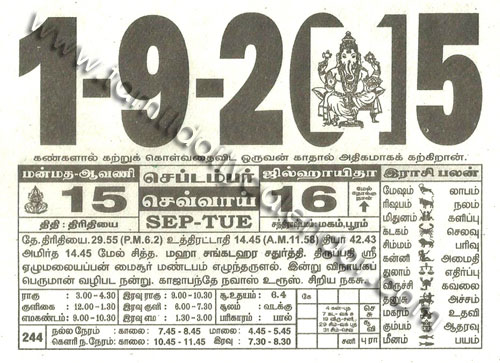 1-9-2015
கண்களால் கற்றுக் கொள்வதைவிட ஒருவன் காதால் அதிகமாகக் கற்கிறான்.
மன்மத-ஆவணி செப்டம்பர் ஜில்ஹாயிதா இராசி பலன்
15 செவ்வாய் 16
திதி : திரிதியை SEP-TUE
மேல் நோக்கு நாள்
மேஷம் லாபம்
ரிஷபம் நலம்
மிதுனம் களிப்பு
கடகம் செலவு
சிம்மம் பரிவு
கன்னி அமைதி
துலாம் எதிர்ப்பு
கவலை
தனுசு அச்சம்
மகரம் உதவி
கும்பம் ஆதரவு
மீனம் பயம்
தே. திரிதியை. 29.55 (P.M.6.2) உத்திரட்டாதி 14.45 (A.M.11.58) தியா 42.43
அமிர்த 14.45 மேல் சித்த. மஹா சங்கடஹர சதுர்த்தி. திருப்பதி ஸ்ரீ
ஏழுமலையப்பன் மைசூர் மண்டபம் எழுந்தருளல். இன்று விநாயகப்
பெருமான் வழிபட நன்று. காஜாபந்தே நவாஸ் உரூஸ். சிறிய நகசு.
ராகு : 3.00 - 4.30 இரவு ராகு : 9.00 - 10.30 சூ.உதயம் : 6.4
குளிகை : 12.00 - 1.30 இரவு குளி : 6.00 - 7.30 சூலம் : வடக்கு
எமகண்டம் : 9.00 - 10.30 இரவு எம : 1.30 - 3.00 பரிகாரம் : பால்
244 நல்ல நேரம் : காலை : 7.45 - 8.45 மாலை : 4.45 - 5.45
கெளரி ந.நேரம் : காலை : 10.45 - 11.45 இரவு : 7.30 - 8.30
www.tamildailycalendar.com